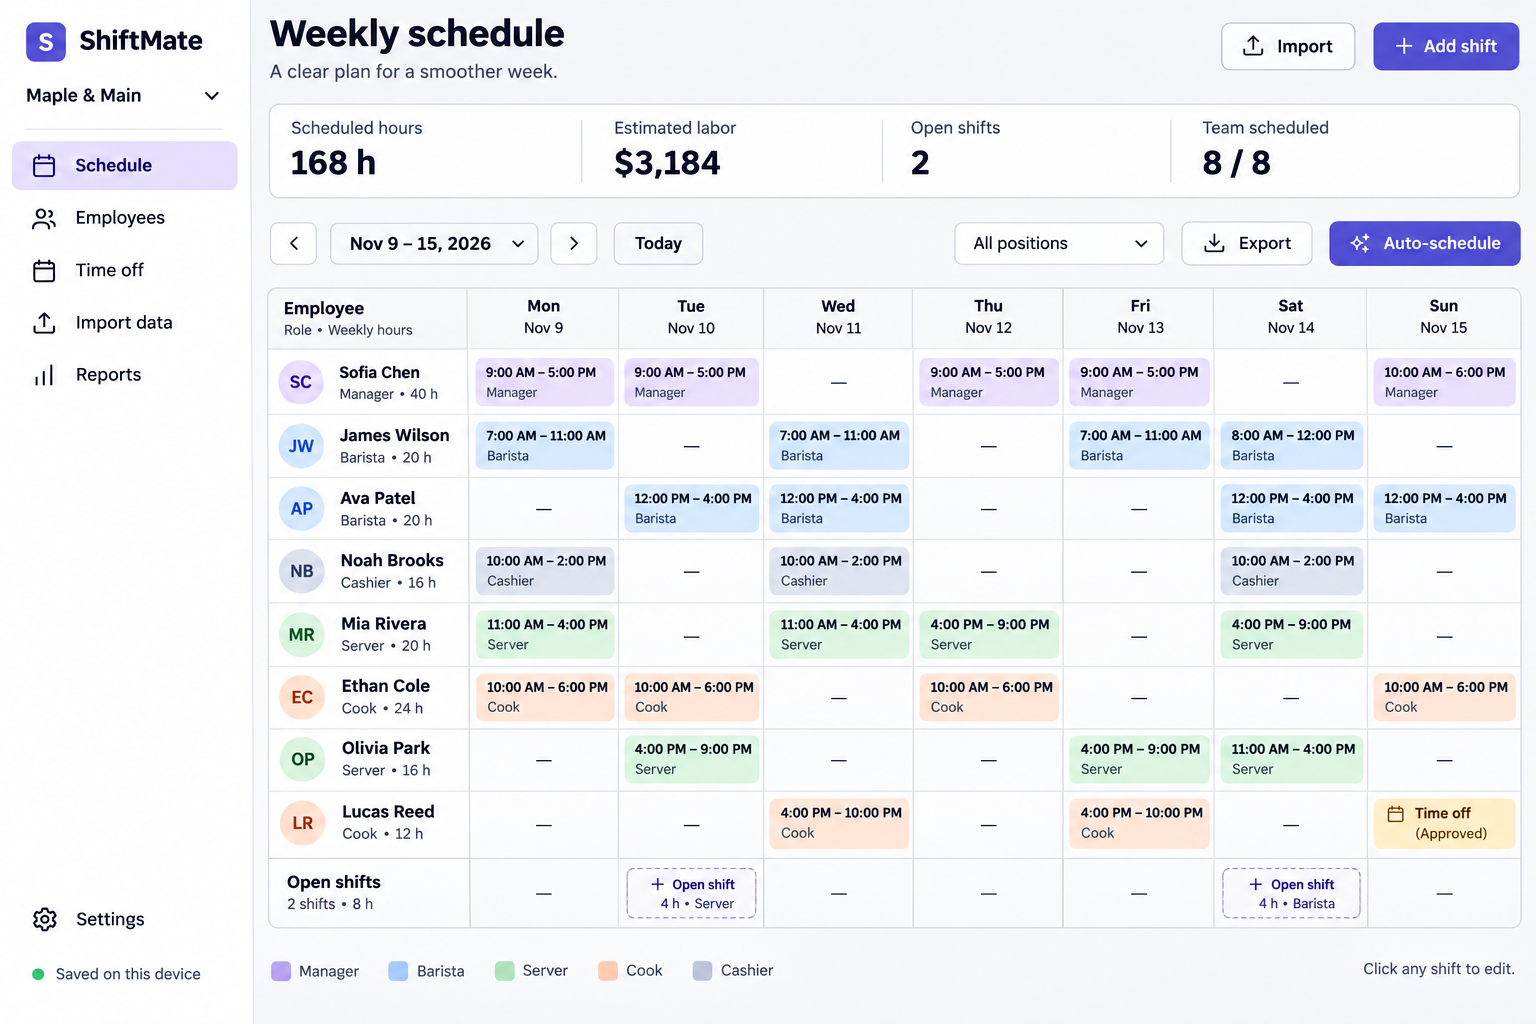 S ShiftMate
Maple & Main
Schedule
Employees
Time off
Import data
Reports
Settings
Saved on this device
Weekly schedule
A clear plan for a smoother week.
Import
+ Add shift
Scheduled hours
168 h
Estimated labor
$3,184
Open shifts
2
Team scheduled
8 / 8
Nov 9 – 15, 2026
Today
All positions
Export
Auto-schedule
Employee
Role • Weekly hours
Mon
Nov 9
Tue
Nov 10
Wed
Nov 11
Thu
Nov 12
Fri
Nov 13
Sat
Nov 14
Sun
Nov 15
SC
Sofia Chen
Manager • 40 h
9:00 AM – 5:00 PM
Manager
9:00 AM – 5:00 PM
Manager
—
9:00 AM – 5:00 PM
Manager
9:00 AM – 5:00 PM
Manager
—
10:00 AM – 6:00 PM
Manager
JW
James Wilson
Barista • 20 h
7:00 AM – 11:00 AM
Barista
—
7:00 AM – 11:00 AM
Barista
—
7:00 AM – 11:00 AM
Barista
8:00 AM – 12:00 PM
Barista
—
AP
Ava Patel
Barista • 20 h
—
12:00 PM – 4:00 PM
Barista
12:00 PM – 4:00 PM
Barista
—
—
12:00 PM – 4:00 PM
Barista
12:00 PM – 4:00 PM
Barista
NB
Noah Brooks
Cashier • 16 h
10:00 AM – 2:00 PM
Cashier
—
10:00 AM – 2:00 PM
Cashier
—
—
10:00 AM – 2:00 PM
Cashier
—
MR
Mia Rivera
Server • 20 h
11:00 AM – 4:00 PM
Server
—
11:00 AM – 4:00 PM
Server
4:00 PM – 9:00 PM
Server
—
4:00 PM – 9:00 PM
Server
—
EC
Ethan Cole
Cook • 24 h
10:00 AM – 6:00 PM
Cook
10:00 AM – 6:00 PM
Cook
—
10:00 AM – 6:00 PM
Cook
—
—
10:00 AM – 6:00 PM
Cook
OP
Olivia Park
Server • 16 h
—
4:00 PM – 9:00 PM
Server
—
—
4:00 PM – 9:00 PM
Server
11:00 AM – 4:00 PM
Server
—
LR
Lucas Reed
Cook • 12 h
—
—
4:00 PM – 10:00 PM
Cook
—
4:00 PM – 10:00 PM
Cook
—
Time off
(Approved)
Open shifts
2 shifts • 8 h
—
+ Open shift
4 h • Server
—
—
—
+ Open shift
4 h • Barista
—
Manager
Barista
Server
Cook
Cashier
Click any shift to edit.